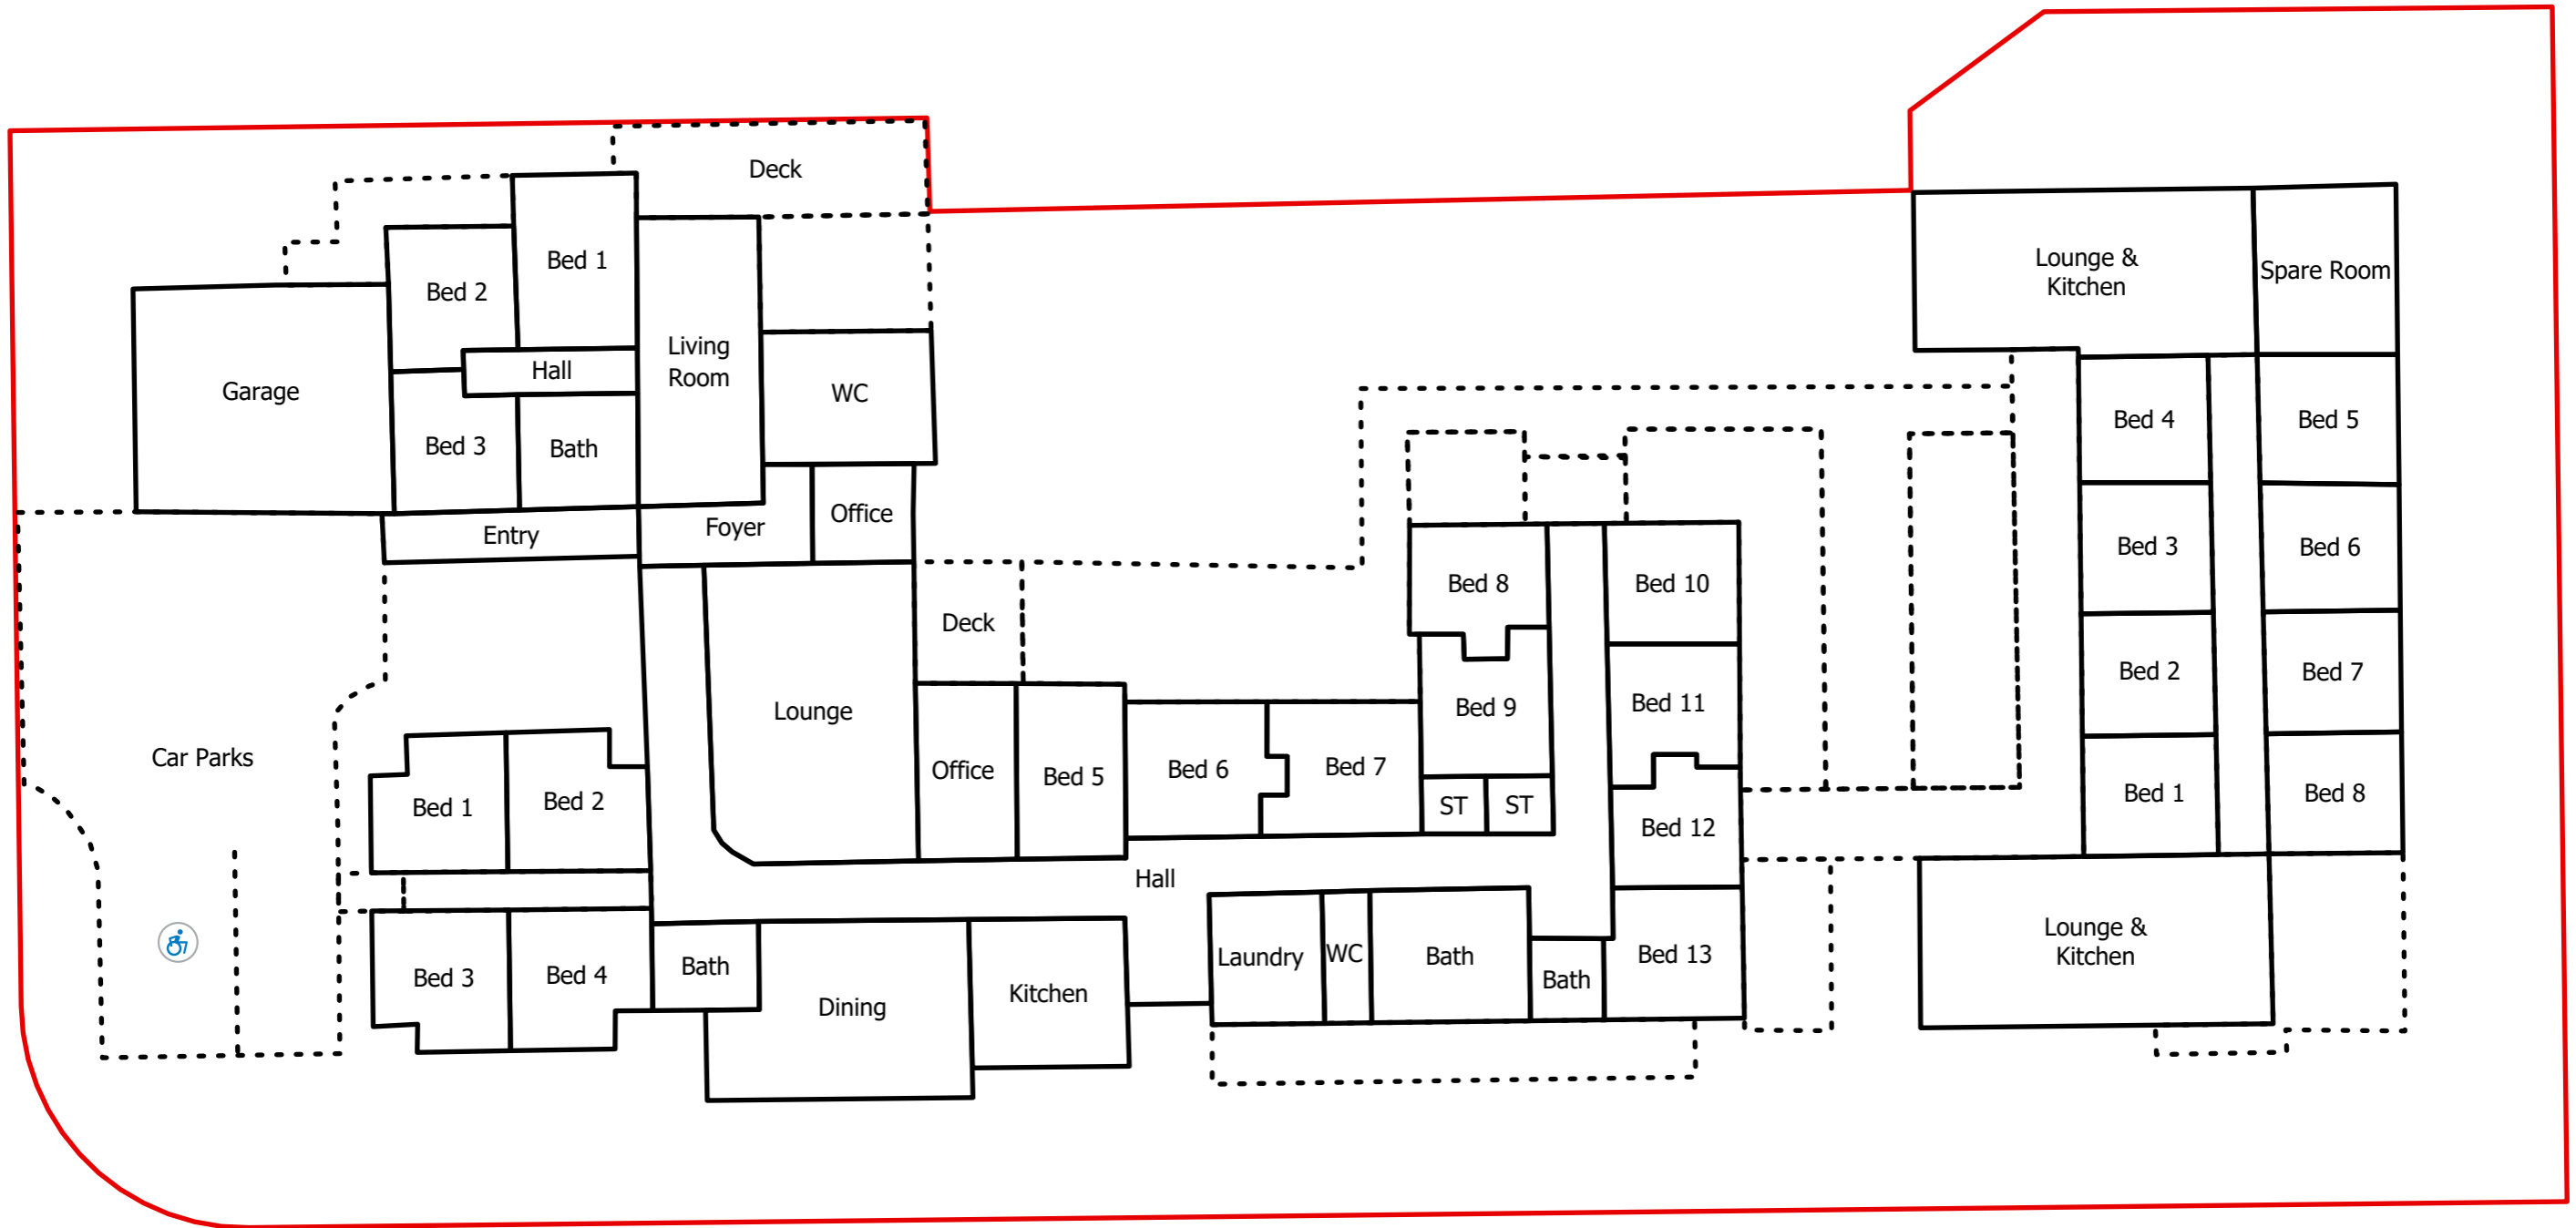 Deck
Bed 1
Bed 2
Living
Room
Hall
Garage
WC
Bed 3
Bath
Entry
Foyer
Office
Lounge &
Kitchen
Spare Room
Bed 4
Bed 5
Bed 3
Bed 6
Bed 2
Bed 7
Bed 1
Bed 8
Lounge &
Kitchen
Deck
Lounge
Office
Bed 5
Bed 6
Bed 7
Bed 8
Bed 9
ST
ST
Bed 10
Bed 11
Bed 12
Bed 13
Car Parks
Bed 1
Bed 2
Hall
Bed 3
Bed 4
Bath
Dining
Kitchen
Laundry
WC
Bath
Bath